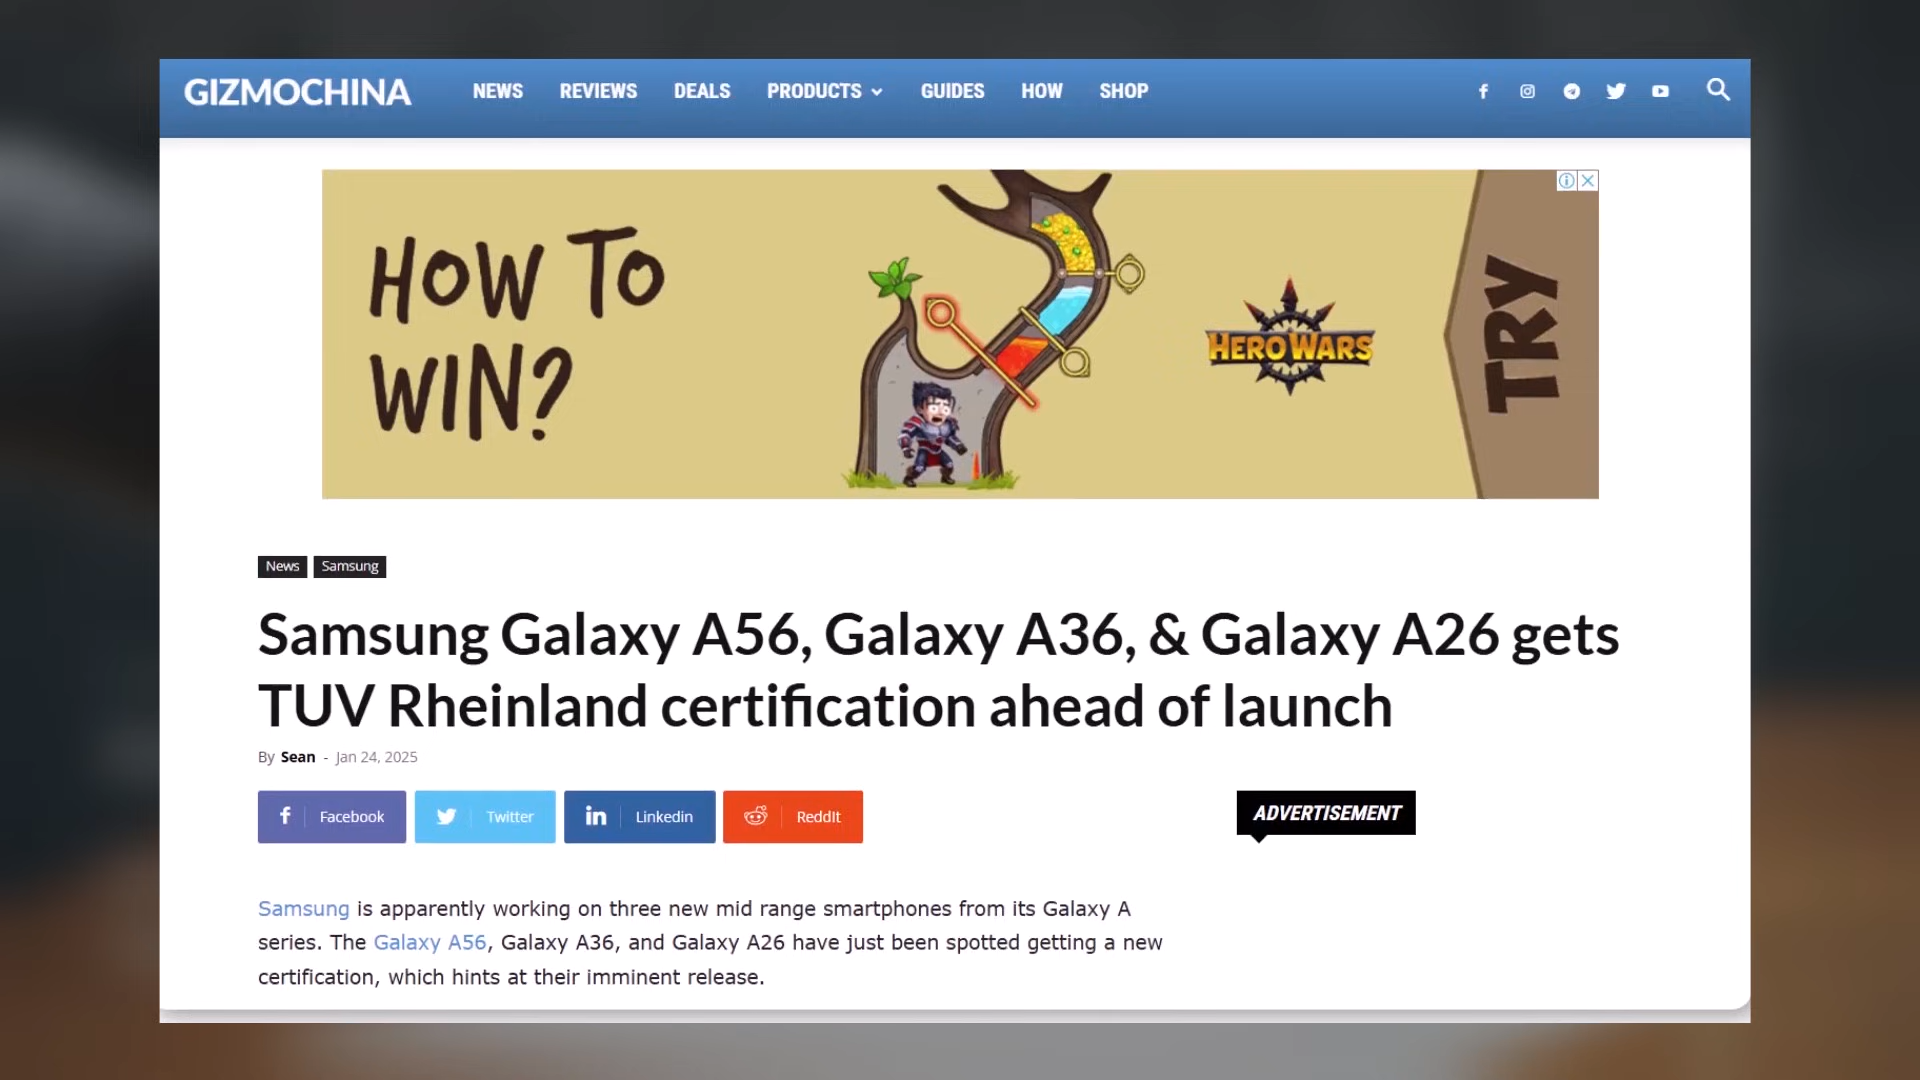 GIZMOCHINA
NEWS REVIEWS DEALS PRODUCTS GUIDES HOW SHOP
HOW TO
WIN?
HERO WARS
TRY
News Samsung
Samsung Galaxy A56, Galaxy A36, & Galaxy A26 gets
TUV Rheinland certification ahead of launch
By Sean - Jan 24, 2025
Facebook Twitter Linkedin ReddIt
ADVERTISEMENT
Samsung is apparently working on three new mid range smartphones from its Galaxy A
series. The Galaxy A56, Galaxy A36, and Galaxy A26 have just been spotted getting a new
certification, which hints at their imminent release.